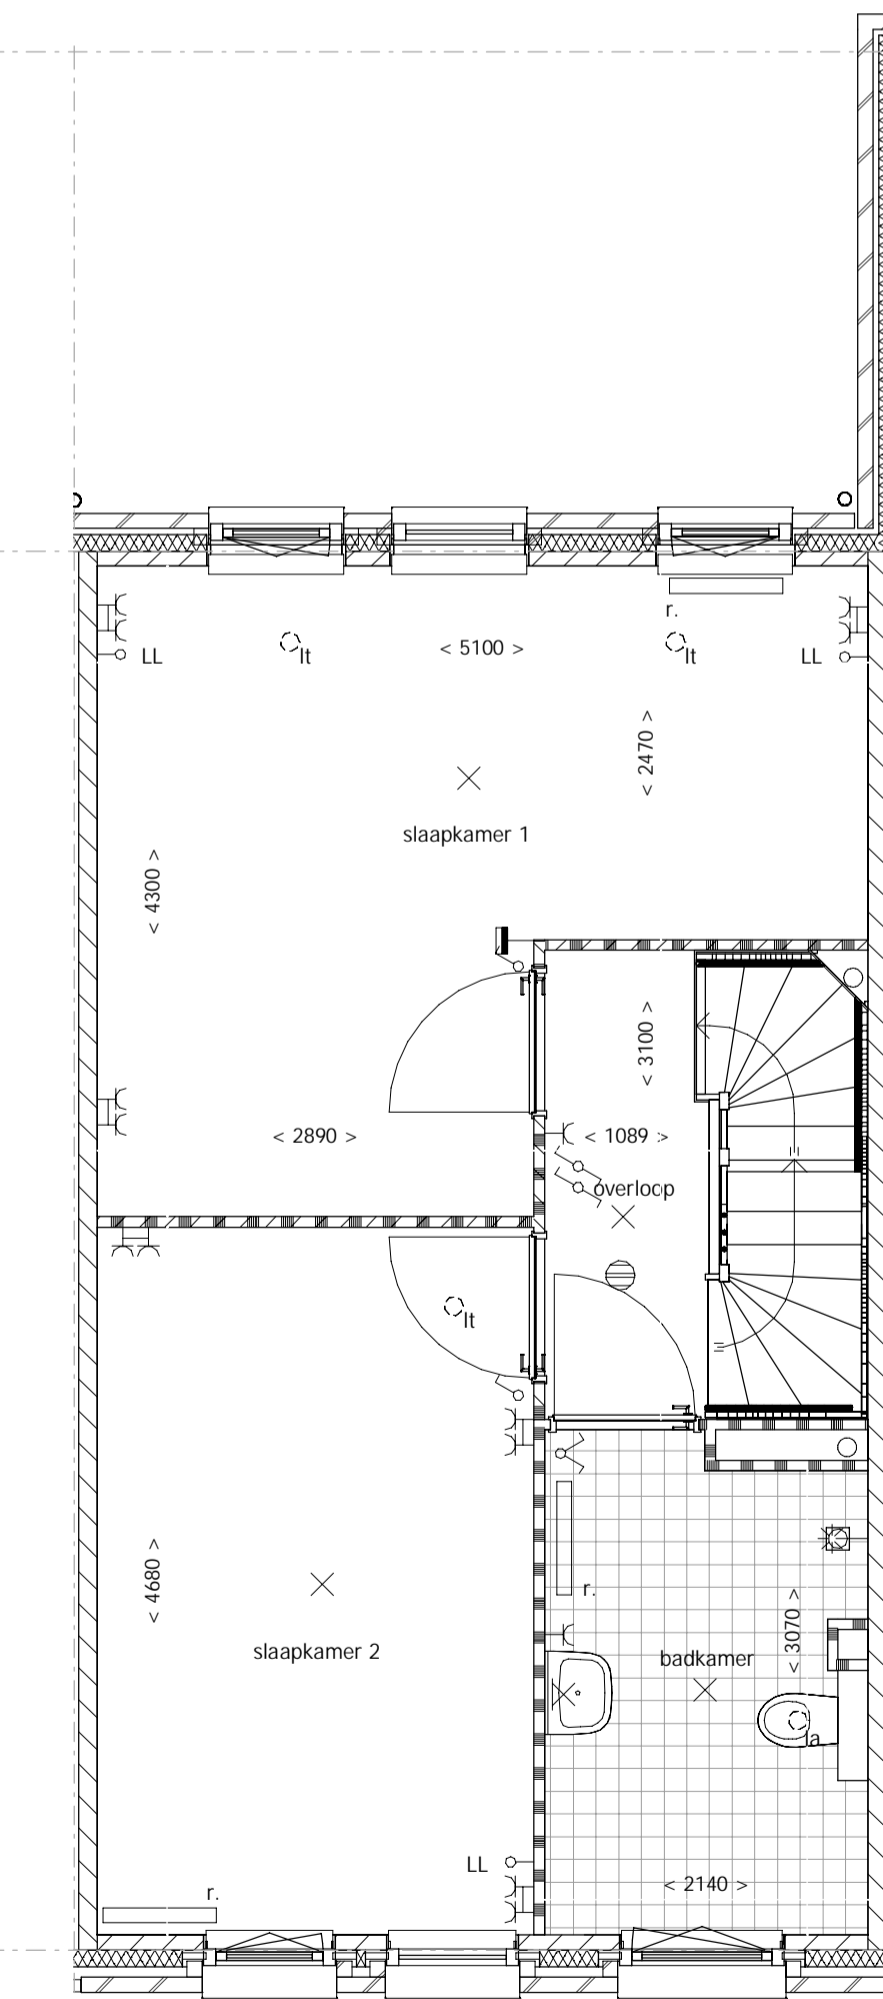 r.
lt
< 5100 >
lt
LL
LL
< 2470 >
slaapkamer 1
< 4300 >
< 3100 >
< 2890 >
< 1089 >
overloop
lt
< 4680 >
r.
< 3070 >
slaapkamer 2
badkamer
la
LL
< 2140 >
r.